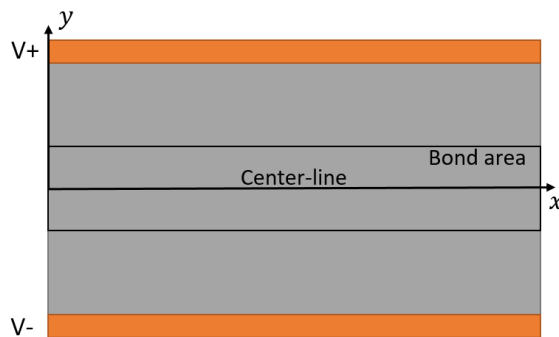 y
V+
Bond area
Center-line
x
V-